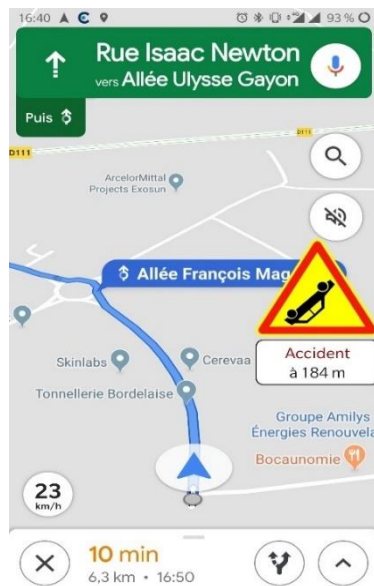 16:40
93 %
Rue Isaac Newton
vers Allée Ulysse Gayon
Puis
D111
D111
ArcelorMittal
Projects Exosun
Allée François Mag
Skinlabs
Cerevaa
Accident
à 184 m
Tonnellerie Bordelaise
Groupe Amilys
Énergies Renouvela
Bocaunomie
23
km/h
10 min
6,3 km • 16:50